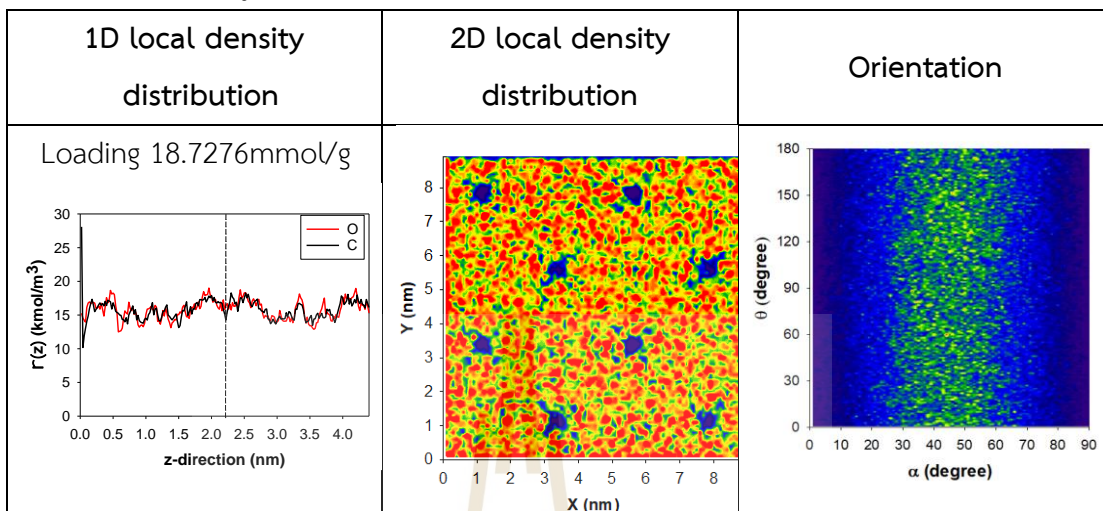 1D local density
distribution
2D local density
distribution
Orientation
Loading 18.7276mmol/g
30
25
20
15
10
5
0
Γ(z) (kmol/m³)
O
C
0.0 0.5 1.0 1.5 2.0 2.5 3.0 3.5 4.0
z-direction (nm)
8
7
6
5
4
3
2
1
0
Y (nm)
0 1 2 3 4 5 6 7 8
X (nm)
180
150
120
90
60
30
0
θ (degree)
0 10 20 30 40 50 60 70 80 90
α (degree)